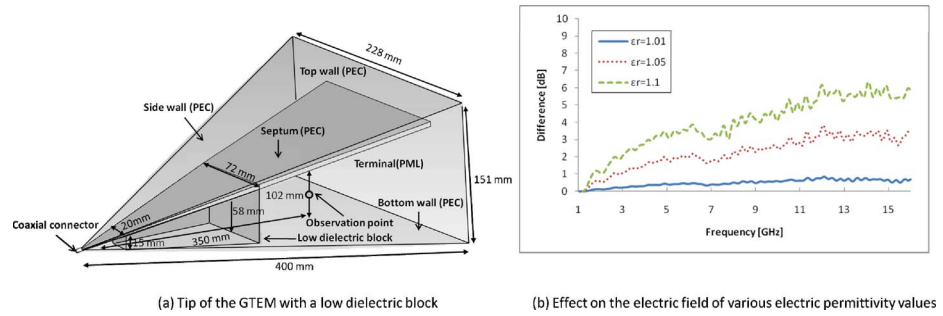 228 mm
Top wall (PEC)
Side wall (PEC)
Septum (PEC)
72 mm
Terminal(PML)
151 mm
102 mm
58 mm
Bottom wall (PEC)
20mm
Observation point
Coaxial connector
15 mm
350 mm
Low dielectric block
400 mm
(a) Tip of the GTEM with a low dielectric block
Difference [dB]
10
9
8
7
6
5
4
3
2
1
0
εr=1.01
εr=1.05
εr=1.1
1 3 5 7 9 11 13 15
Frequency [GHz]
(b) Effect on the electric field of various electric permittivity values